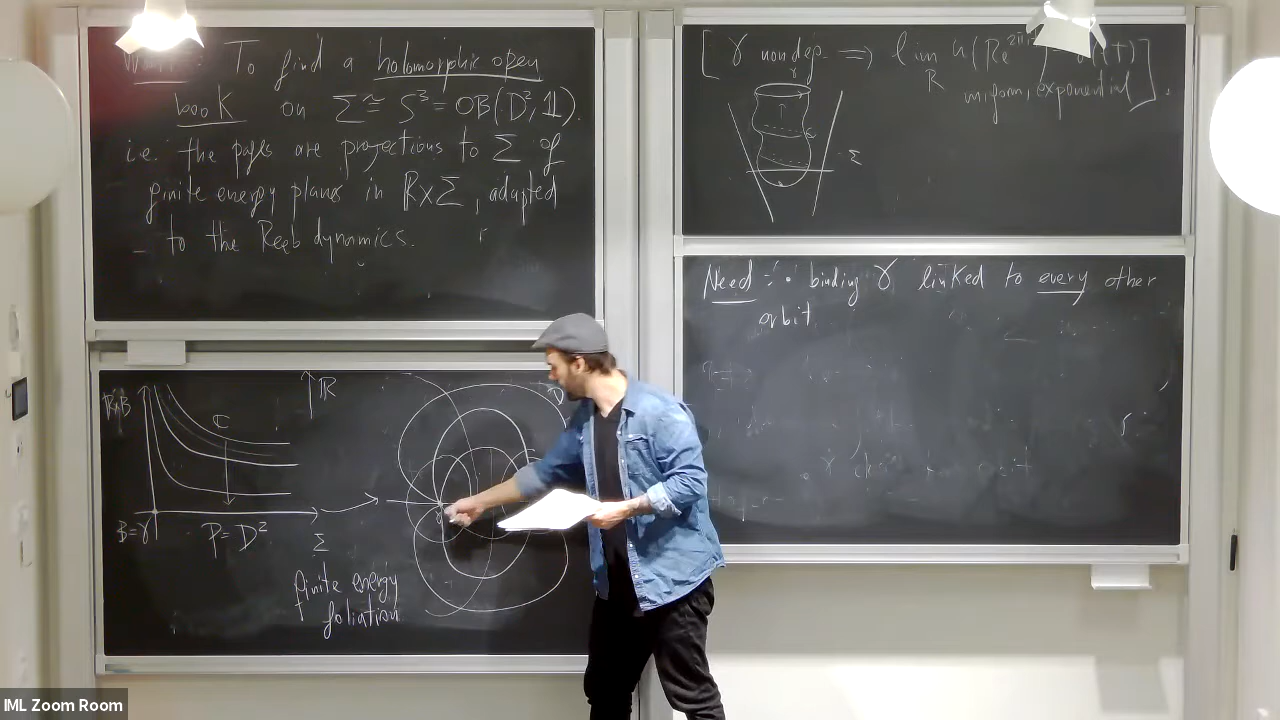 Want: To find a holomorphic open
book on Σ ≅ S³ = OB(D², 1).
i.e. the pages are projections to Σ of
finite energy planes in R×Σ, adapted
to the Reeb dynamics.
R×B
C
B=γ P=D²
Σ
finite energy
foliation
R
D
[γ nondeg. => lim u(Re
R
uniform, exponential].
γ
Σ
Need: • binding γ linked to every other
orbit
IML Zoom Room